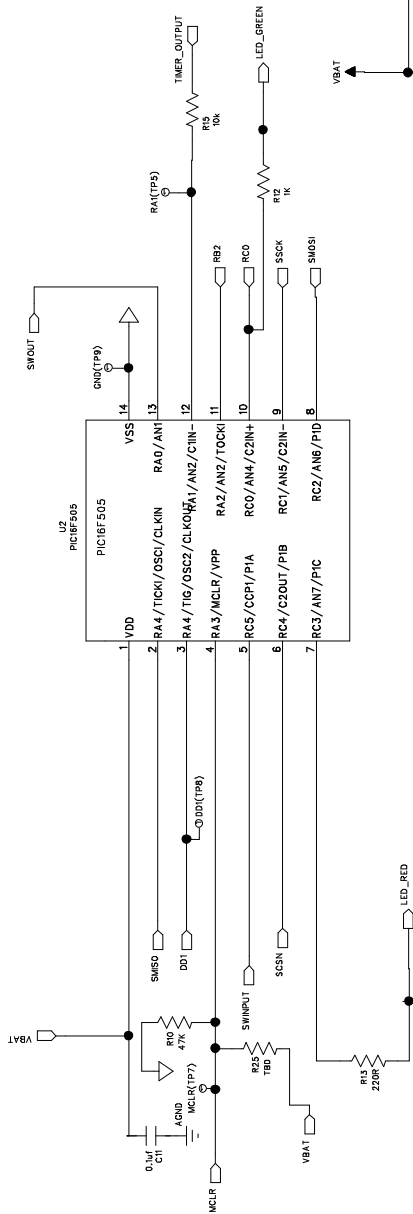 U2
PIC16F505
PIC16F505
1
VDD
2
RA4/TICKI/OSCI/CLKIN
3
RA4/TIG/OSC2/CLKOUT
4
RA3/MCLR/VPP
5
RC5/CCP1/P1A
6
RC4/C2OUT/P1B
7
RC3/AN7/P1C
14
VSS
13
RA0/AN1
12
RA1/AN2/C1IN-
11
RA2/AN2/TOCKI
10
RC0/AN4/C2IN+
9
RC1/AN5/C2IN-
8
RC2/AN6/P1D
SWOUT
GND(TP9)
RA1(TP5)
R15
10k
TIMER_OUTPUT
RB2
RC0
R12
1K
LED_GREEN
SSCK
SMOSI
VBAT
VBAT
0.1uf
C11
AGND
R10
47K
MCLR(TP7)
MCLR
R25
TBD
VBAT
SMISO
DD1
DD1(TP8)
SWINPUT
SCSN
R13
220R
LED_RED